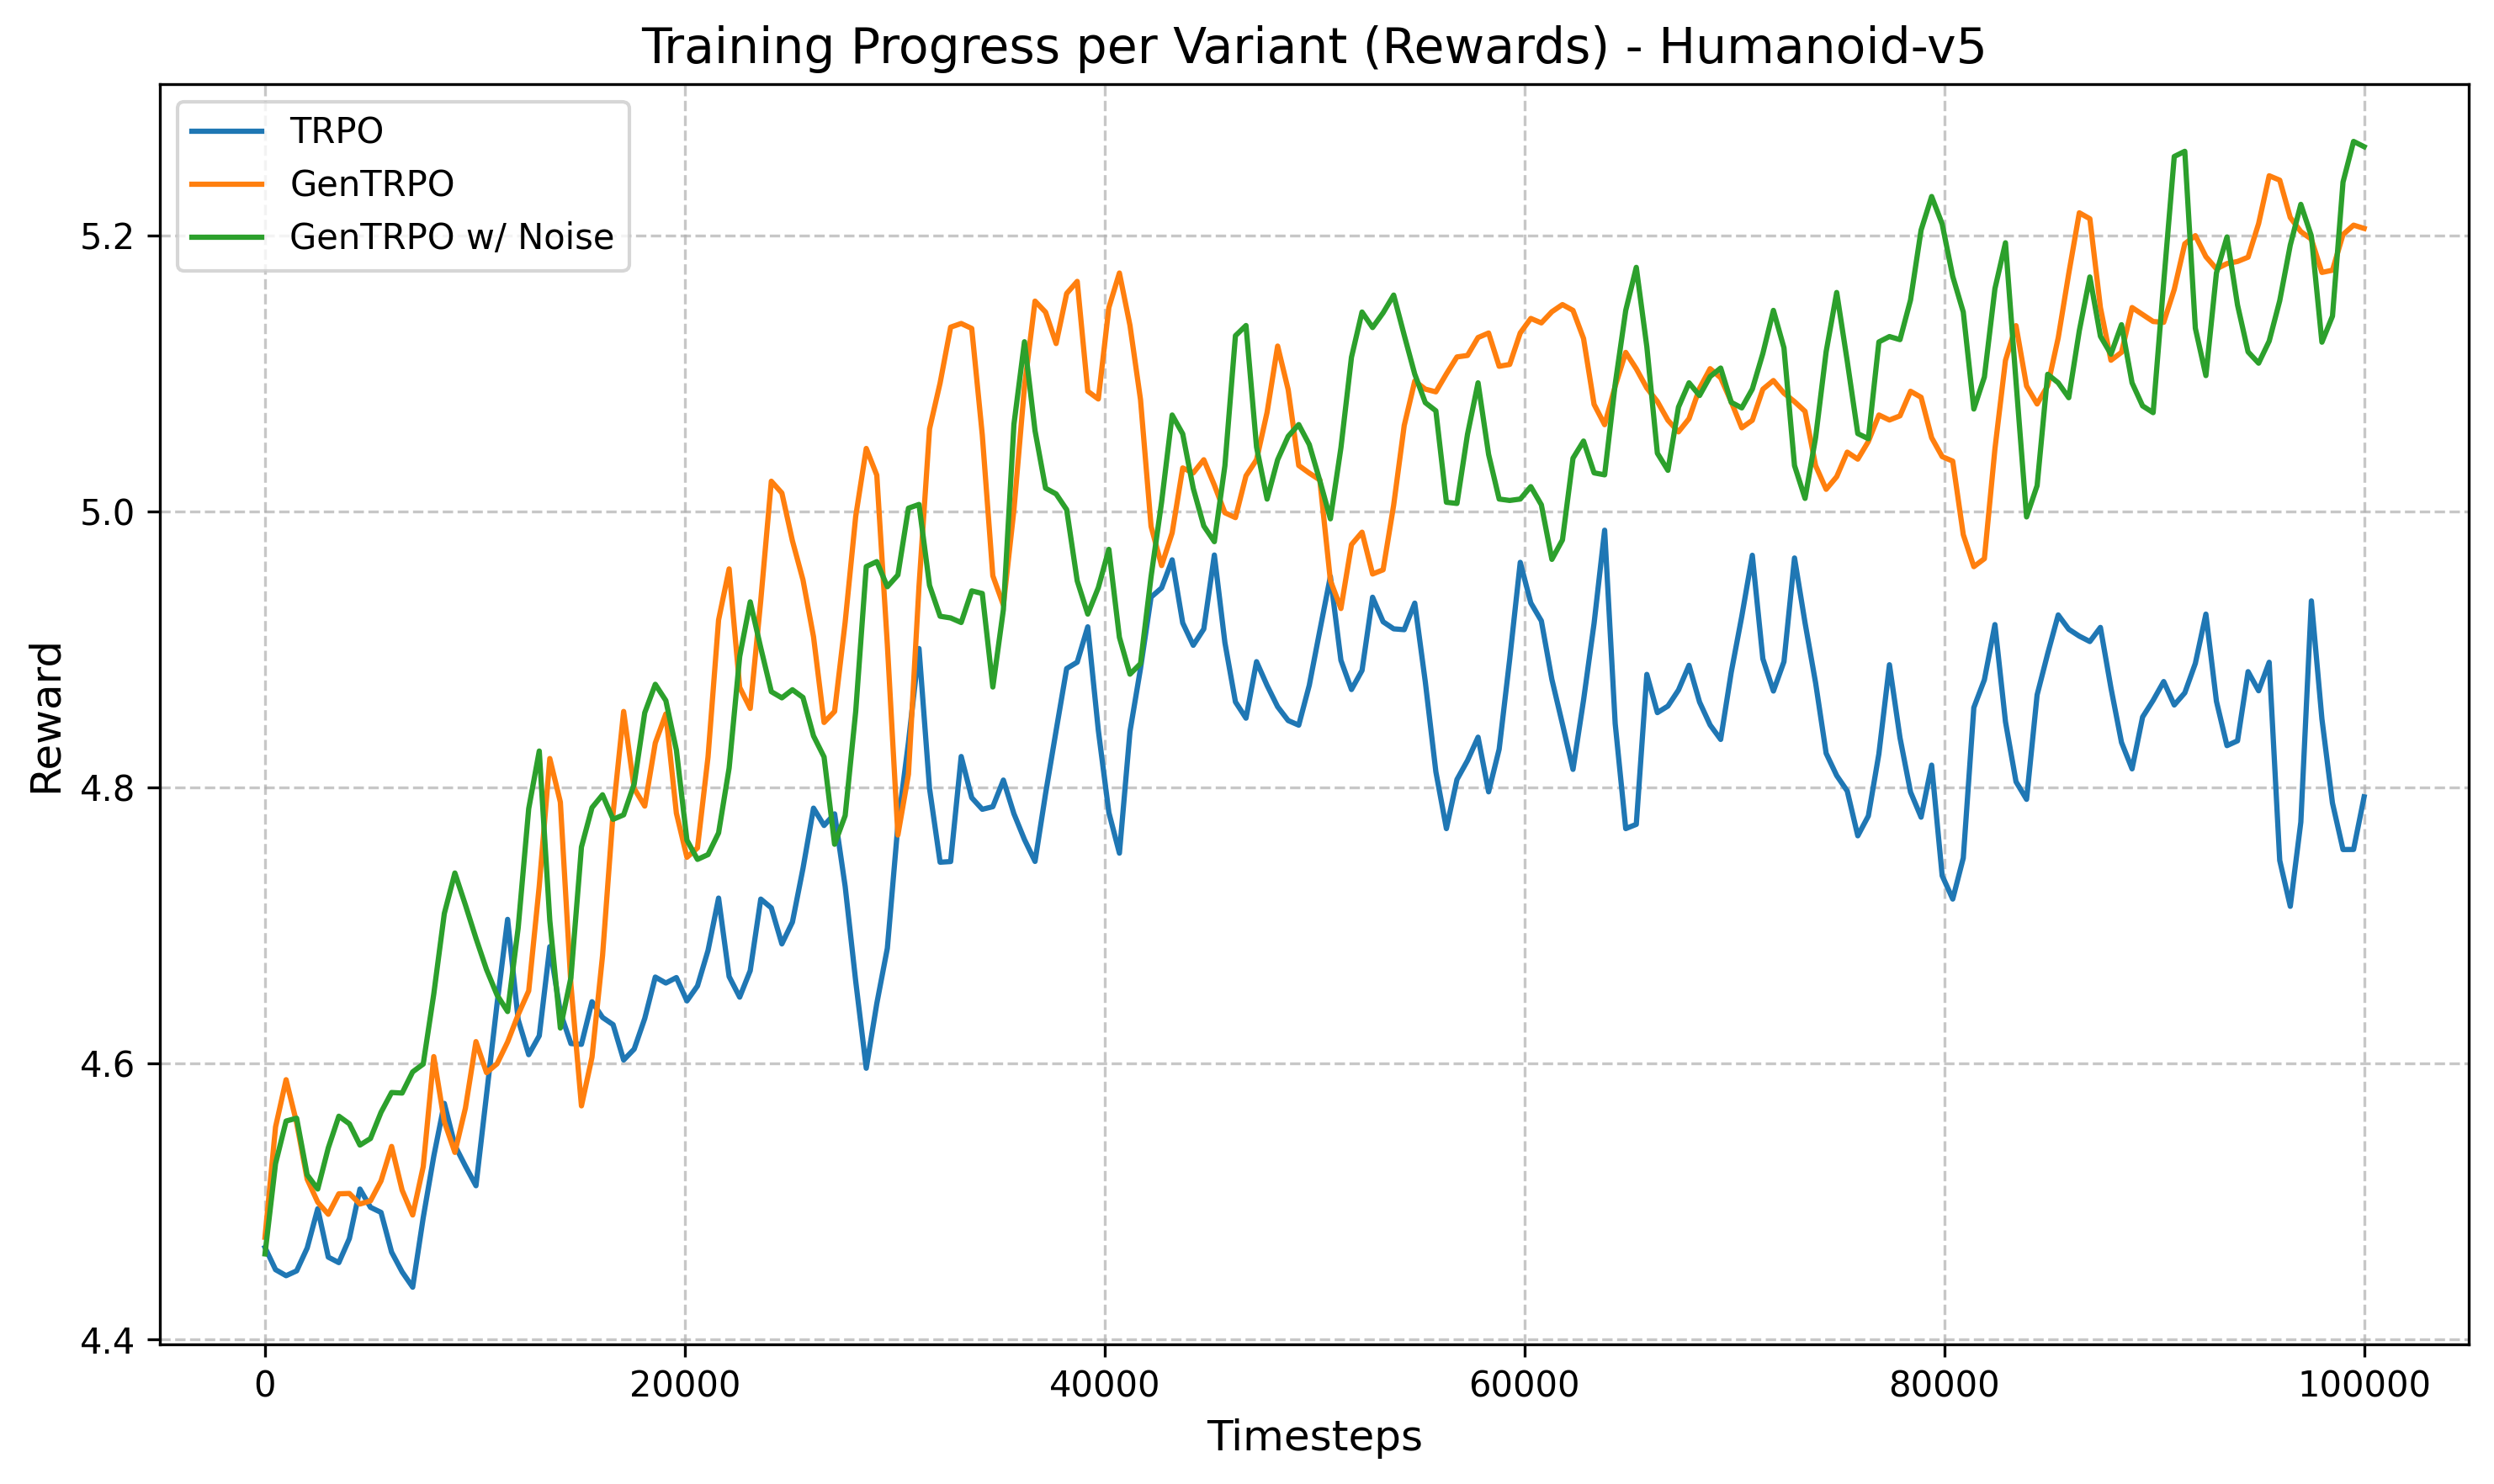 Training Progress per Variant (Rewards) - Humanoid-v5
TRPO
GenTRPO
GenTRPO w/ Noise
Reward
5.2
5.0
4.8
4.6
4.4
0 20000 40000 60000 80000 100000
Timesteps